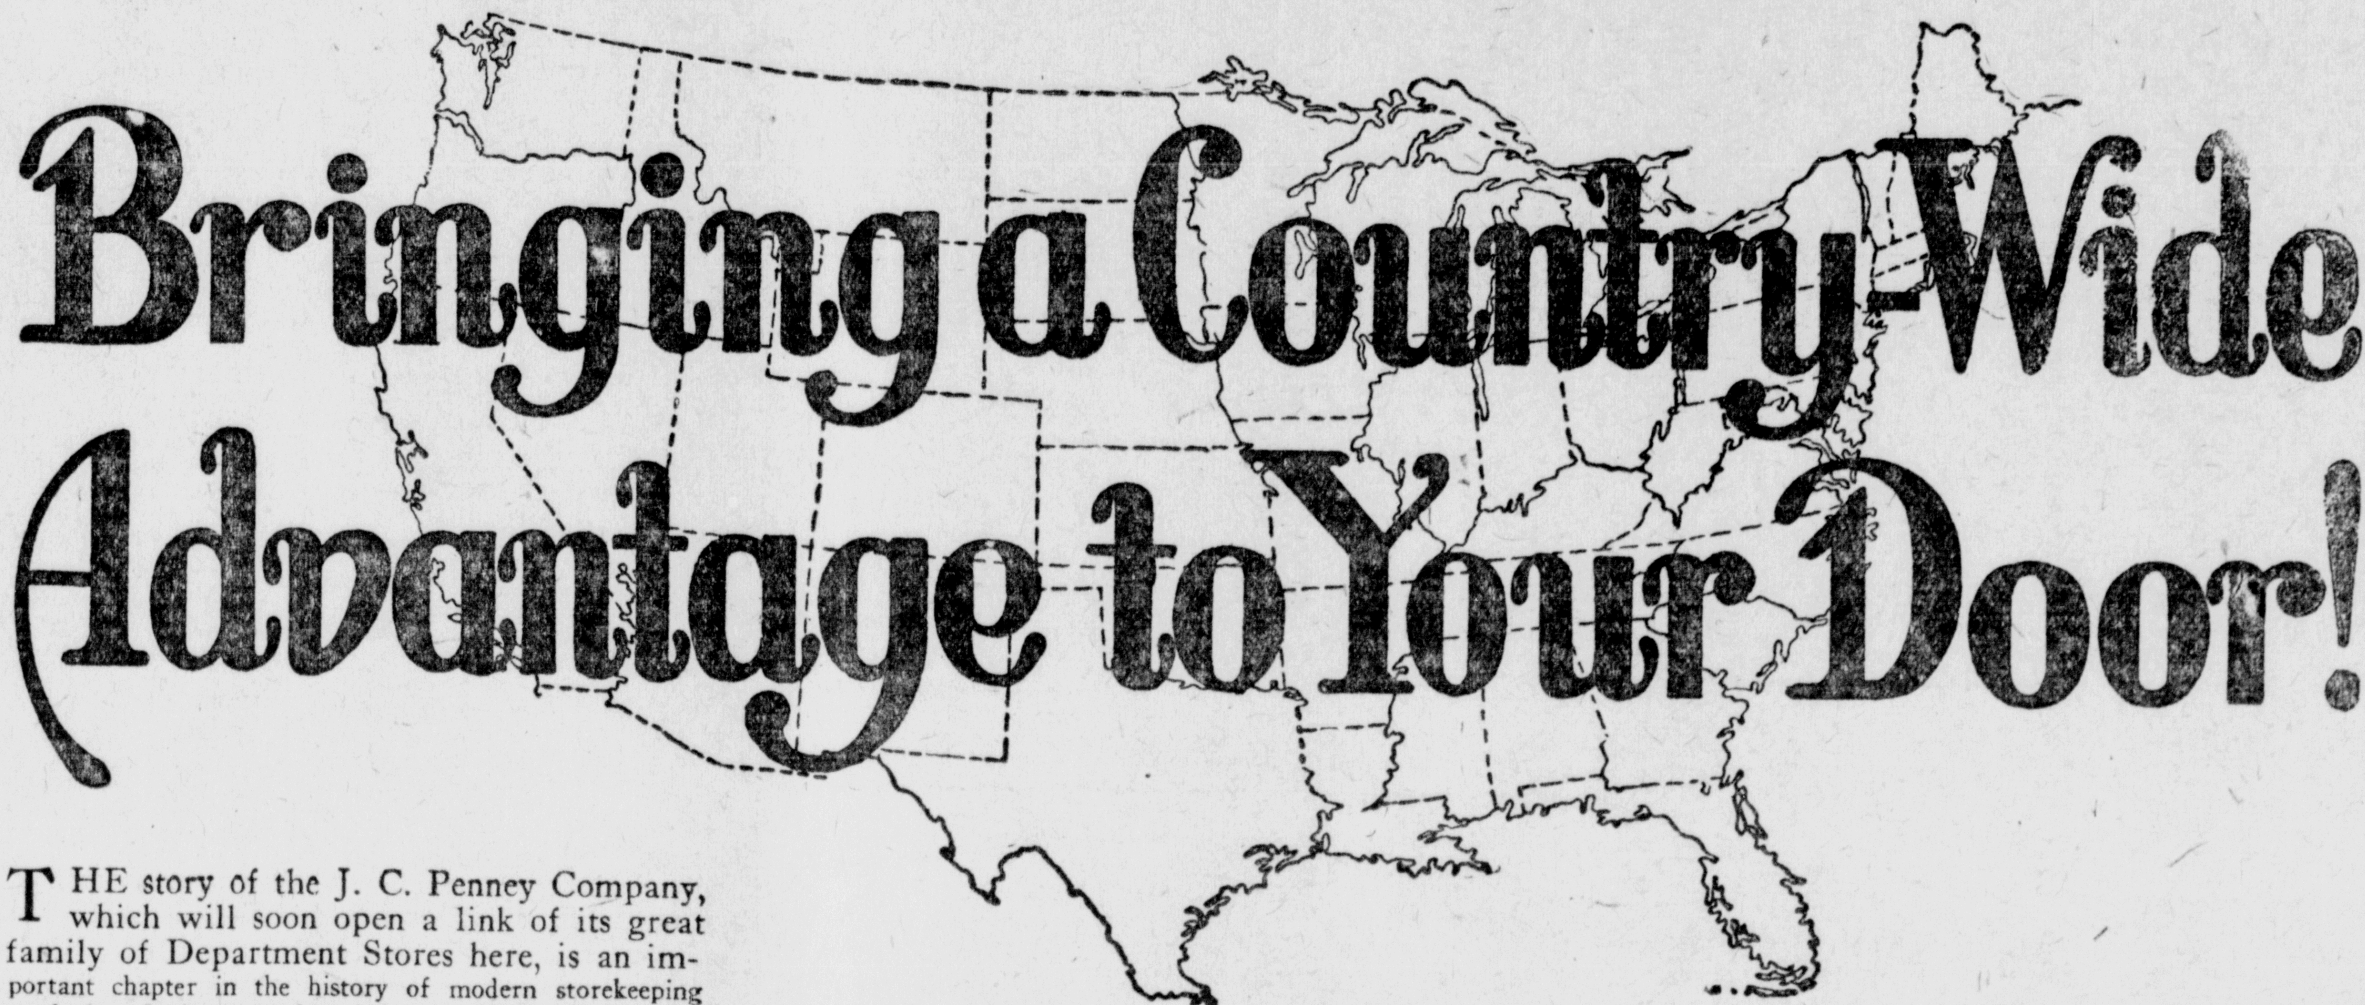 Bringing a Country-Wide
Advantage to Your Door!
THE story of the J. C. Penney Company,
which will soon open a link of its great
family of Department Stores here, is an im-
portant chapter in the history of modern storekeeping